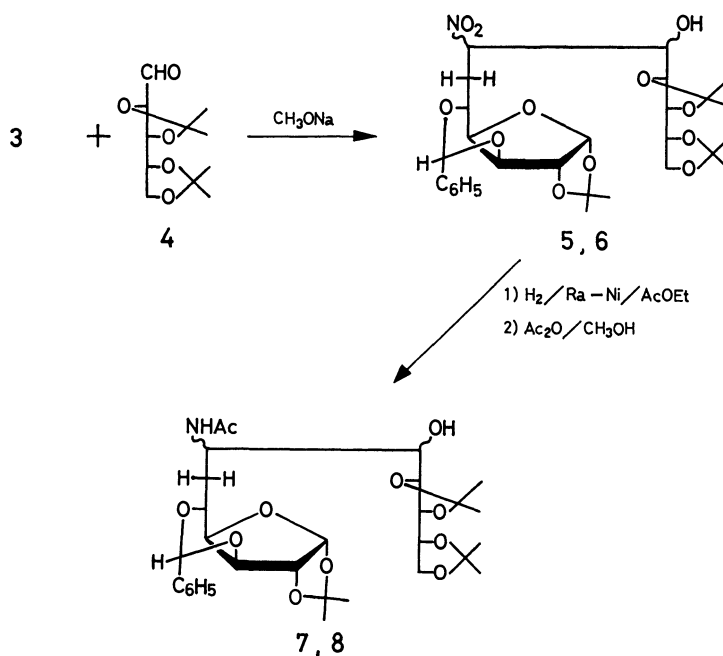 NO₂ OH
CHO
O
O
O
O
3 + CH₃ONa
4
H H
O O O
O
O O
H O O O
C₆H₅ O
5, 6
1) H₂/Ra–Ni/AcOEt
2) Ac₂O/CH₃OH
NHAc OH
H H
O O O
O
O O
H O O O
C₆H₅ O
7, 8